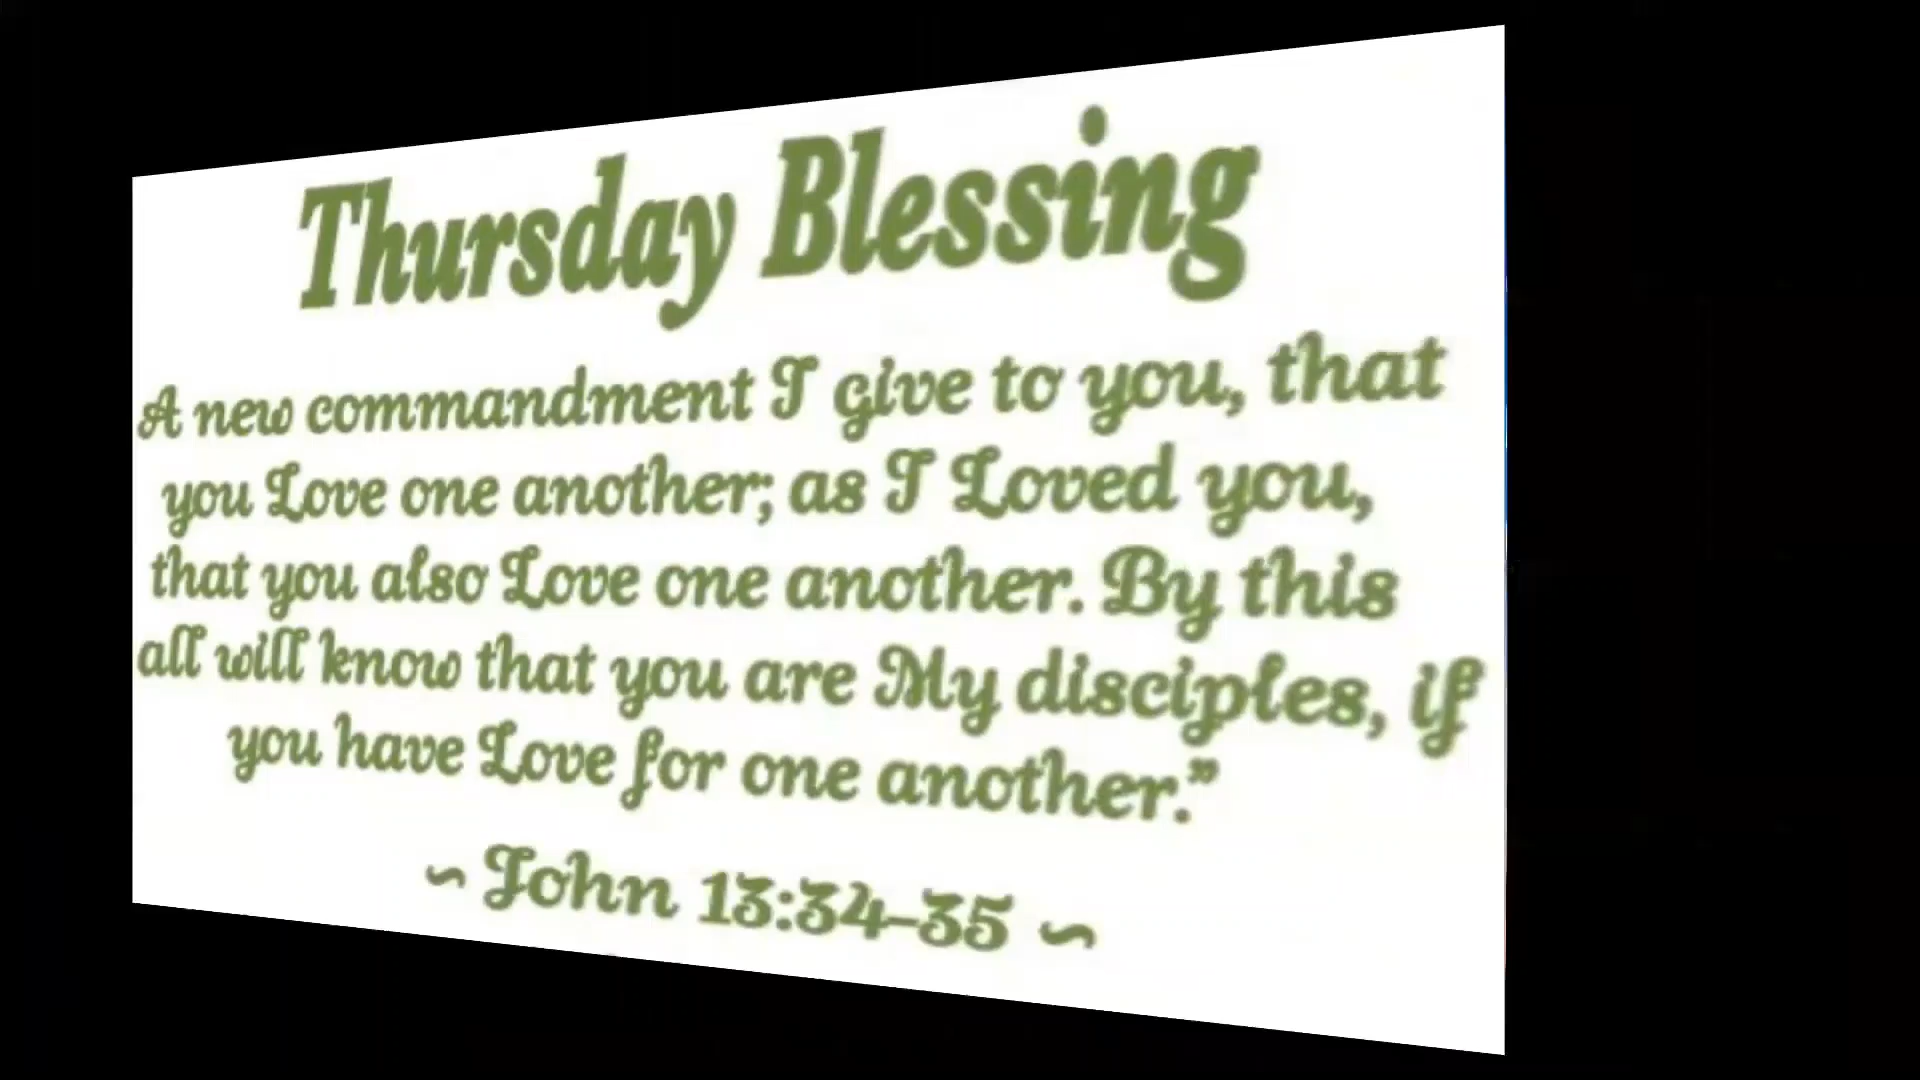 Thursday Blessing
A new commandment I give to you, that
you Love one another; as I Loved you,
that you also Love one another. By this
all will know that you are My disciples, if
you have Love for one another.”
~ John 13:34-35 ~